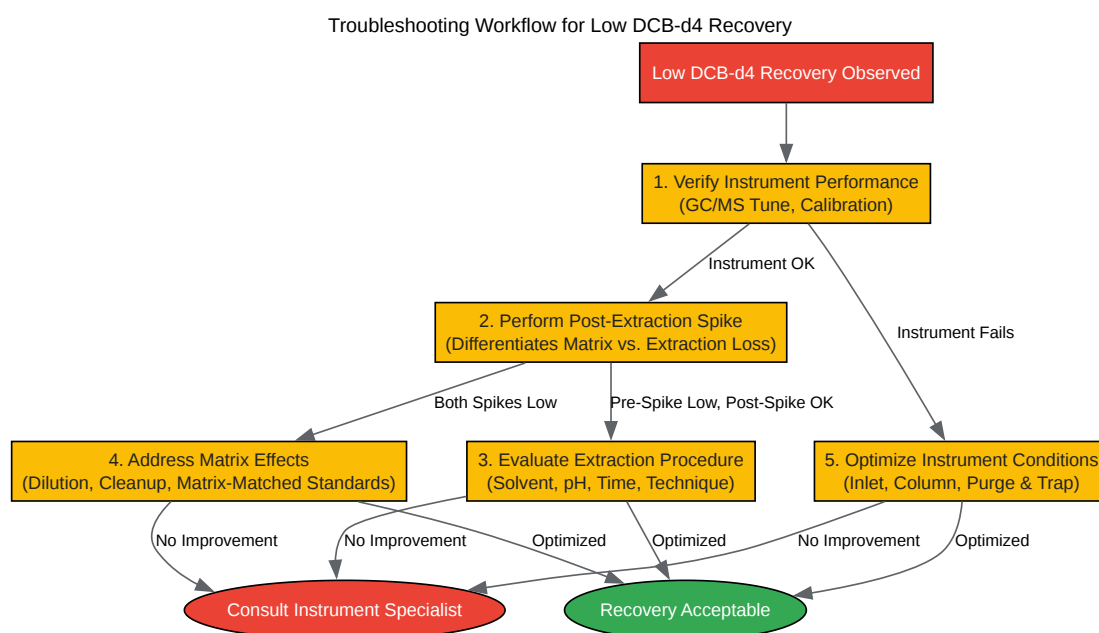 Troubleshooting Workflow for Low DCB-d4 Recovery
Low DCB-d4 Recovery Observed
1. Verify Instrument Performance
(GC/MS Tune, Calibration)
Instrument OK
2. Perform Post-Extraction Spike
(Differentiates Matrix vs. Extraction Loss)
Instrument Fails
Both Spikes Low
Pre-Spike Low, Post-Spike OK
4. Address Matrix Effects
(Dilution, Cleanup, Matrix-Matched Standards)
3. Evaluate Extraction Procedure
(Solvent, pH, Time, Technique)
5. Optimize Instrument Conditions
(Inlet, Column, Purge & Trap)
No Improvement
No Improvement
Optimized
Optimized
No Improvement
Optimized
Consult Instrument Specialist
Recovery Acceptable